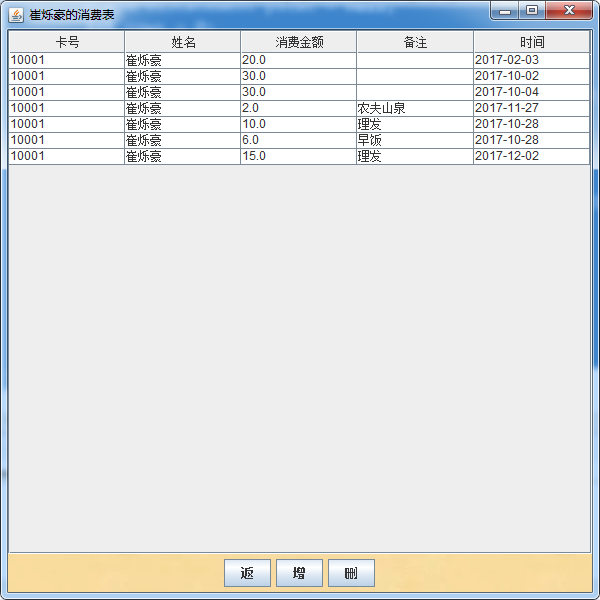 崔烁豪的消费表
卡号 姓名 消费金额 备注 时间
10001 崔烁豪 20.0 2017-02-03
10001 崔烁豪 30.0 2017-10-02
10001 崔烁豪 30.0 2017-10-04
10001 崔烁豪 2.0 农夫山泉 2017-11-27
10001 崔烁豪 10.0 理发 2017-10-28
10001 崔烁豪 6.0 早饭 2017-10-28
10001 崔烁豪 15.0 理发 2017-12-02
返 增 删